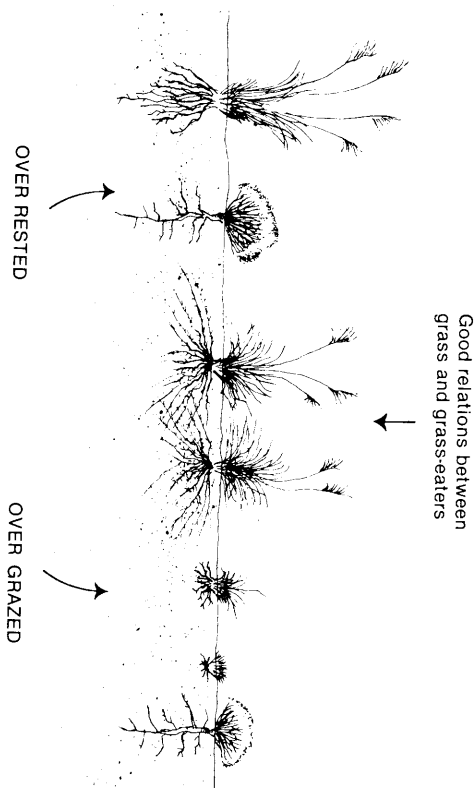 Good relations between
grass and grass-eaters
OVER RESTED
OVER GRAZED